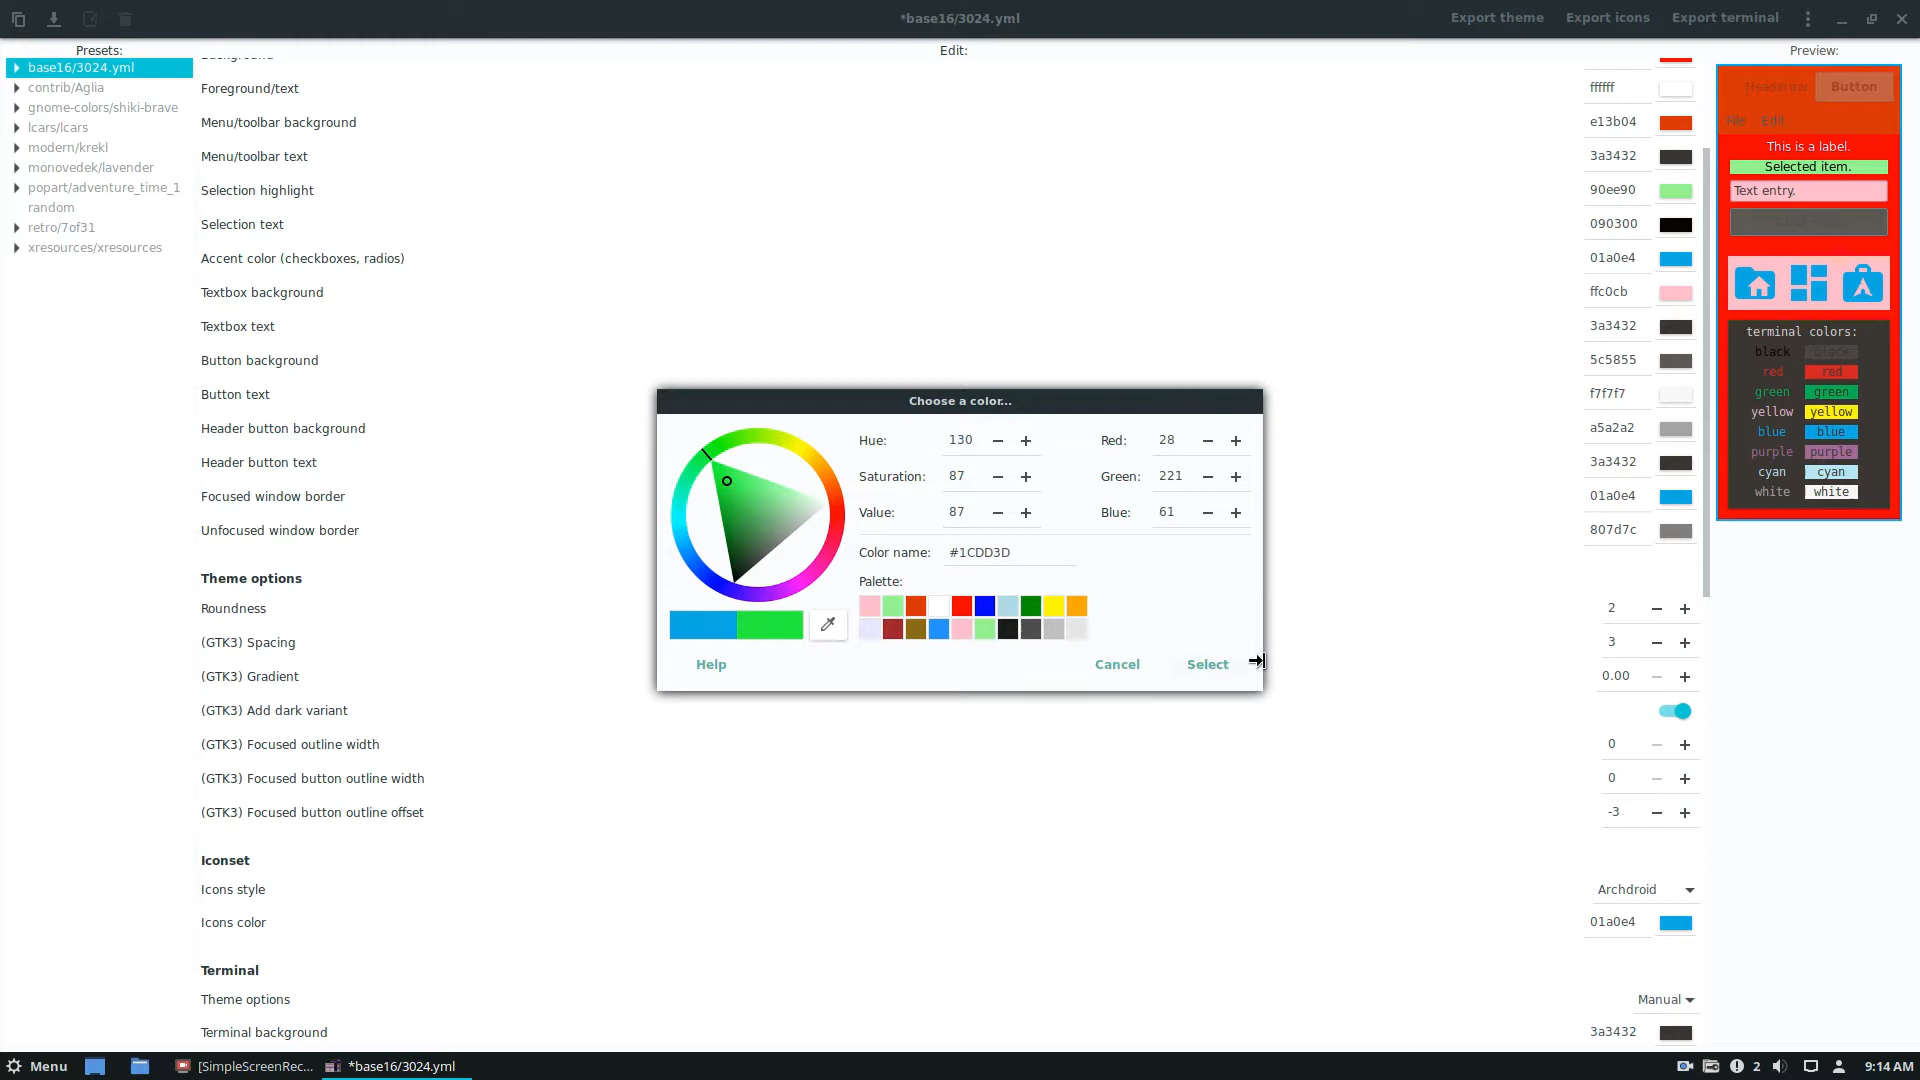 *base16/3024.yml
Export theme
Export icons
Export terminal
Presets:
Edit:
Preview:
base16/3024.yml
contrib/Aglia
gnome-colors/shiki-brave
lcars/lcars
modern/krekl
monovedek/lavender
popart/adventure_time_1
random
retro/7of31
xresources/xresources
Foreground/text ffffff
Menu/toolbar background e13b04
Menu/toolbar text 3a3432
Selection highlight 90ee90
Selection text 090300
Accent color (checkboxes, radios) 01a0e4
Textbox background ffc0cb
Textbox text 3a3432
Button background 5c5855
Button text f7f7f7
Header button background a5a2a2
Header button text 3a3432
Focused window border 01a0e4
Unfocused window border 807d7c
Theme options
Roundness 2
(GTK3) Spacing 3
(GTK3) Gradient 0.00
(GTK3) Add dark variant
(GTK3) Focused outline width 0
(GTK3) Focused button outline width 0
(GTK3) Focused button outline offset -3
Iconset
Icons style Archdroid
Icons color 01a0e4
Terminal
Theme options Manual
Terminal background 3a3432
Choose a color...
Hue: 130 Red: 28
Saturation: 87 Green: 221
Value: 87 Blue: 61
Color name: #1CDD3D
Palette:
Help
Cancel
Select
Headerbar
Button
File Edit
This is a label.
Selected item.
Text entry.
terminal colors:
black black
red red
green green
yellow yellow
blue blue
purple purple
cyan cyan
white white
Menu
[SimpleScreenRec...
*base16/3024.yml
2
9:14 AM